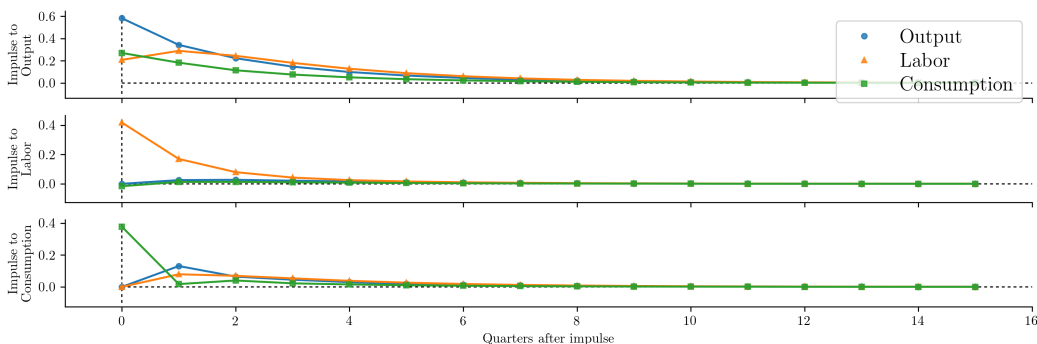 0.6
0.4
0.2
0.0
Impulse to
Output
Output
Labor
Consumption
0.4
0.2
0.0
Impulse to
Labor
0.4
0.2
0.0
Impulse to
Consumption
0 2 4 6 8 10 12 14 16
Quarters after impulse